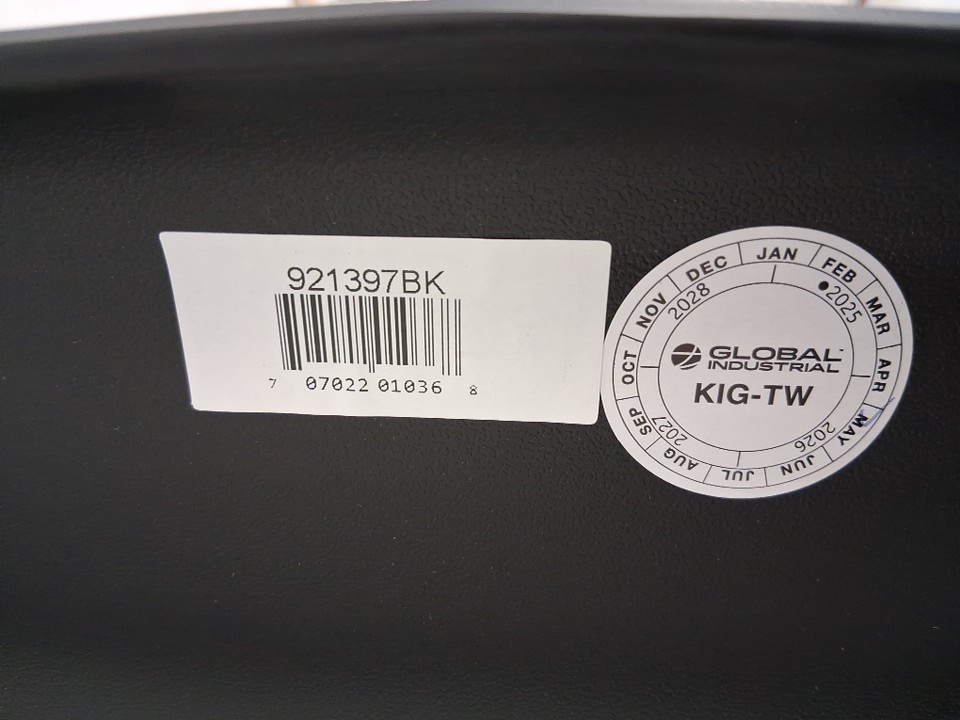 921397BK
7 07022 01036 8
JAN
FEB
MAR
APR
MAY
JUN
JUL
AUG
SEP
OCT
NOV
DEC
2025
2026
2027
2028
GLOBAL
INDUSTRIAL
KIG-TW